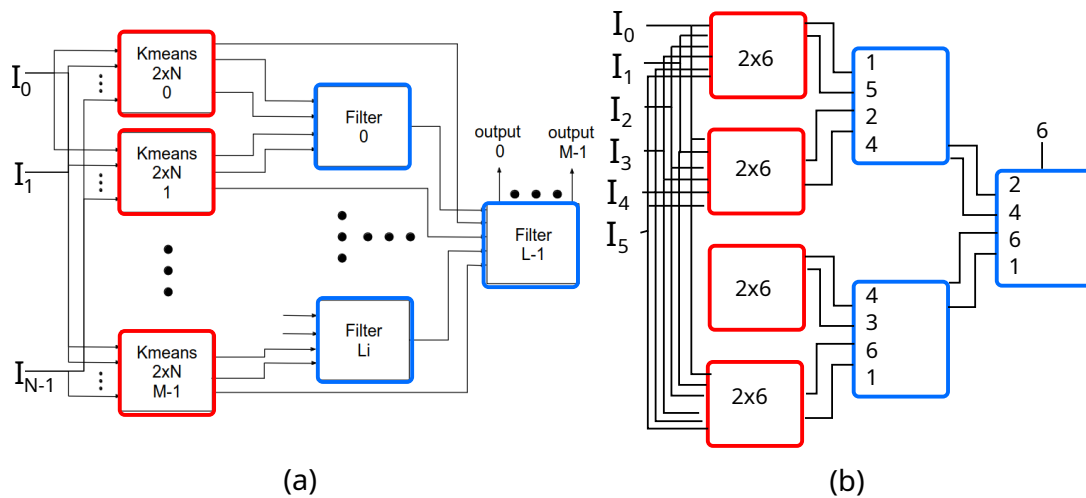 I0
I1
IN-1
Kmeans
2xN
0
Kmeans
2xN
1
Kmeans
2xN
M-1
Filter
0
Filter
Li
output
0
output
M-1
Filter
L-1
(a)
I0
I1
I2
I3
I4
I5
2x6
2x6
2x6
2x6
1
5
2
4
4
3
6
1
6
2
4
6
1
(b)